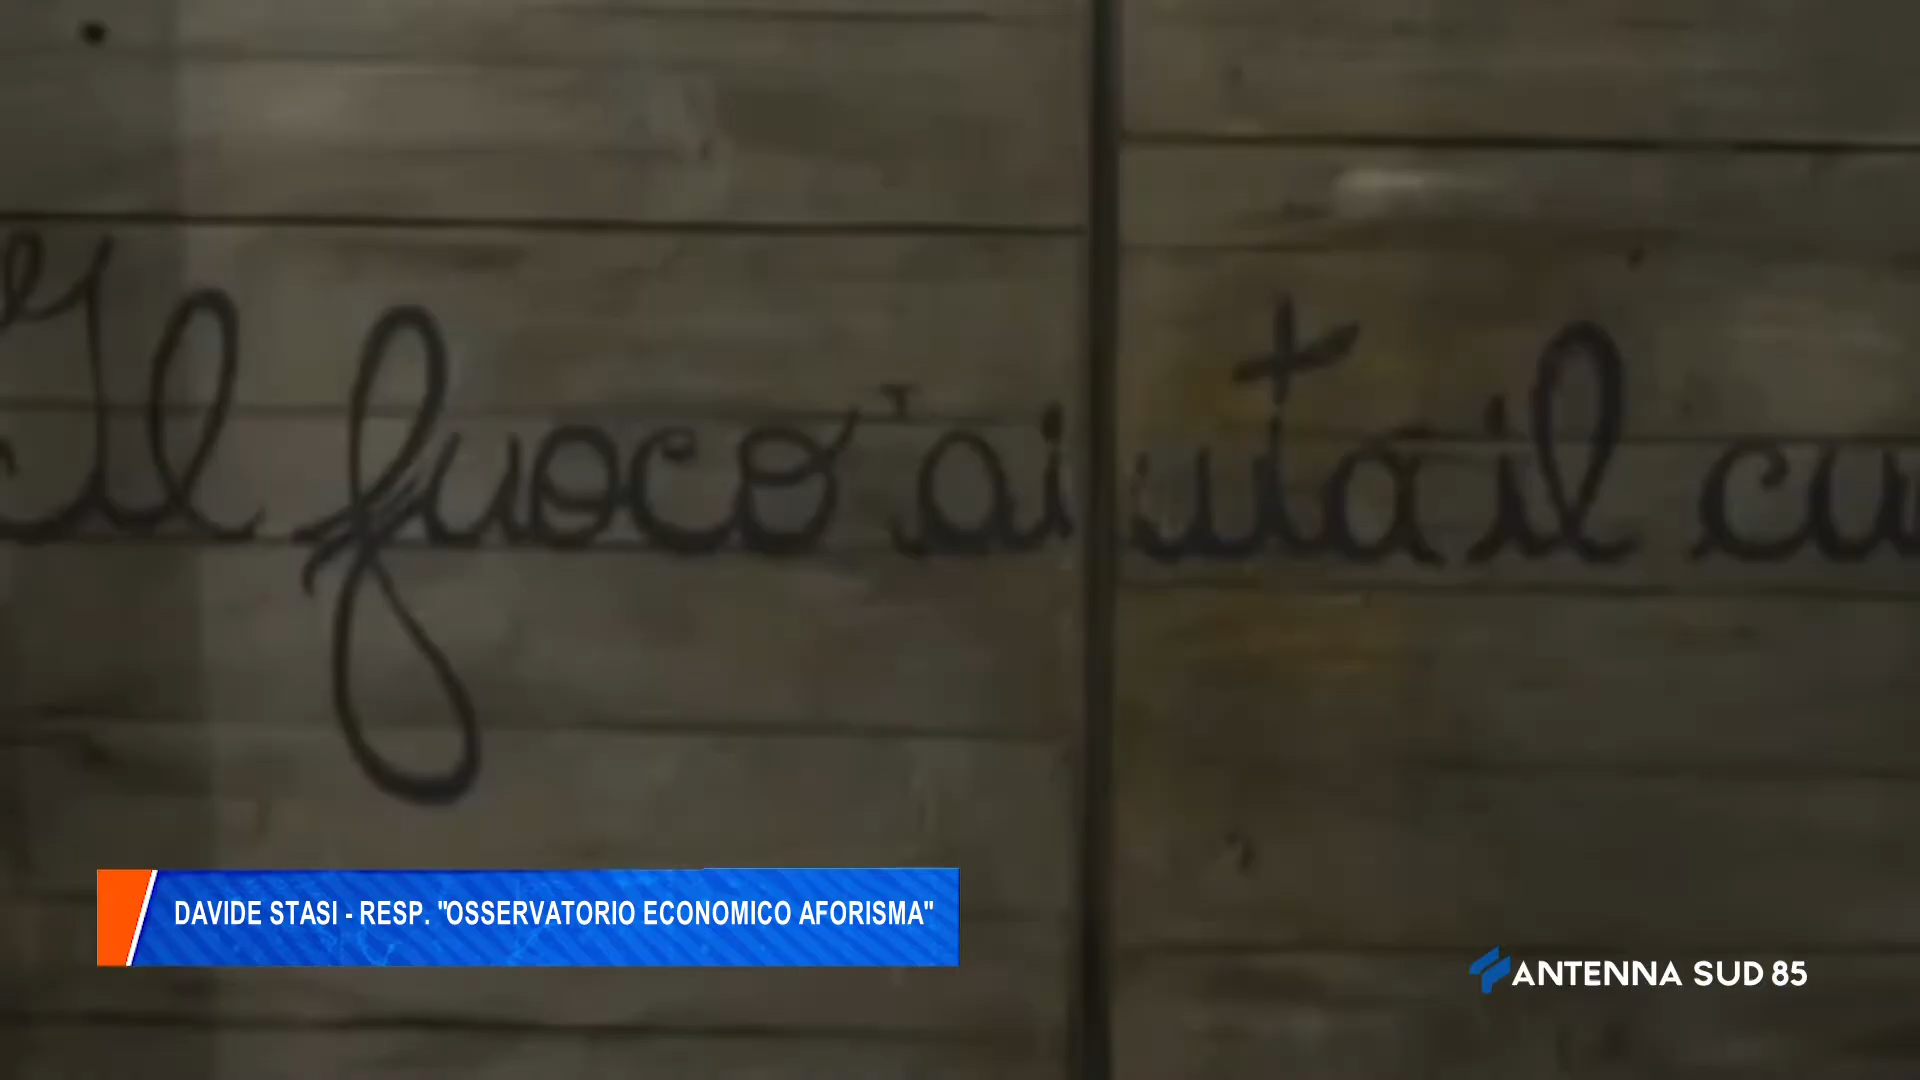 Il fuoco aiuta il
DAVIDE STASI - RESP. "OSSERVATORIO ECONOMICO AFORISMA"
ANTENNA SUD 85